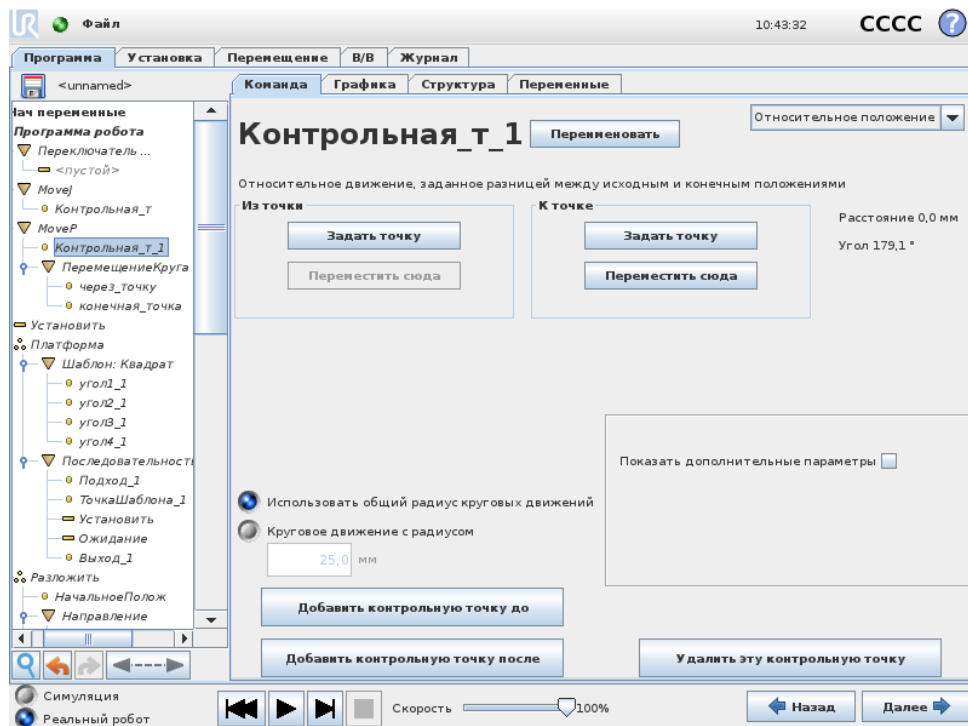 UR Файл 10:43:32 CCCC ?
Программа Установка Перемещение В/В Журнал
<unnamed>
Команда Графика Структура Переменные
Нач переменные
Программа робота
Переключатель ...
<пустой>
MoveJ
Контрольная_т
MoveP
Контрольная_т_1
ПеремещениеКруга
через_точку
конечная_точка
Установить
Платформа
Шаблон: Квадрат
угол1_1
угол2_1
угол3_1
угол4_1
Последовательность
Подход_1
ТочкаШаблона_1
Установить
Ожидание
Выход_1
Разложить
НачальноеПолож
Направление
Контрольная_т_1
Переименовать
Относительное положение
Относительное движение, заданное разницей между исходным и конечным положениями
Из точки
Задать точку
Переместить сюда
К точке
Задать точку
Переместить сюда
Расстояние 0,0 мм
Угол 179,1 °
Показать дополнительные параметры
Использовать общий радиус круговых движений
Круговое движение с радиусом
25,0 мм
Добавить контрольную точку до
Добавить контрольную точку после
Удалить эту контрольную точку
Симуляция
Реальный робот
Скорость 100%
Назад
Далее